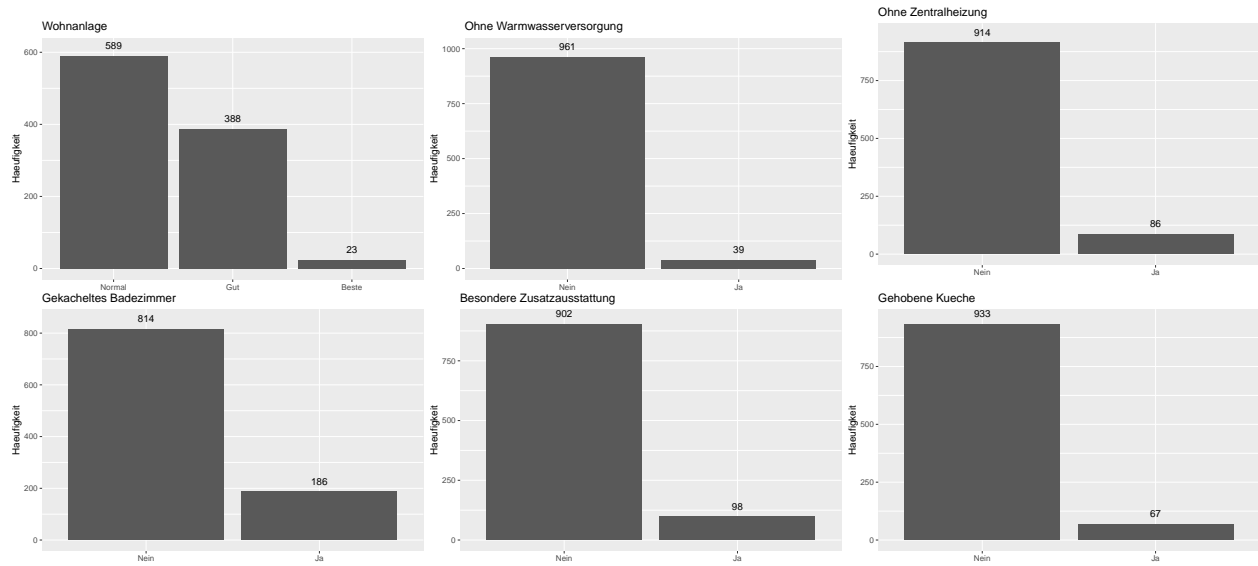 Wohnanlage
589
388
23
Haeufigkeit
600
400
200
0
Normal Gut Beste
Ohne Warmwasserversorgung
961
39
Haeufigkeit
1000
750
500
250
0
Nein Ja
Ohne Zentralheizung
914
86
Haeufigkeit
750
500
250
0
Nein Ja
Gekacheltes Badezimmer
814
186
Haeufigkeit
800
600
400
200
0
Nein Ja
Besondere Zusatzausstattung
902
98
Haeufigkeit
750
500
250
0
Nein Ja
Gehobene Kueche
933
67
Haeufigkeit
750
500
250
0
Nein Ja